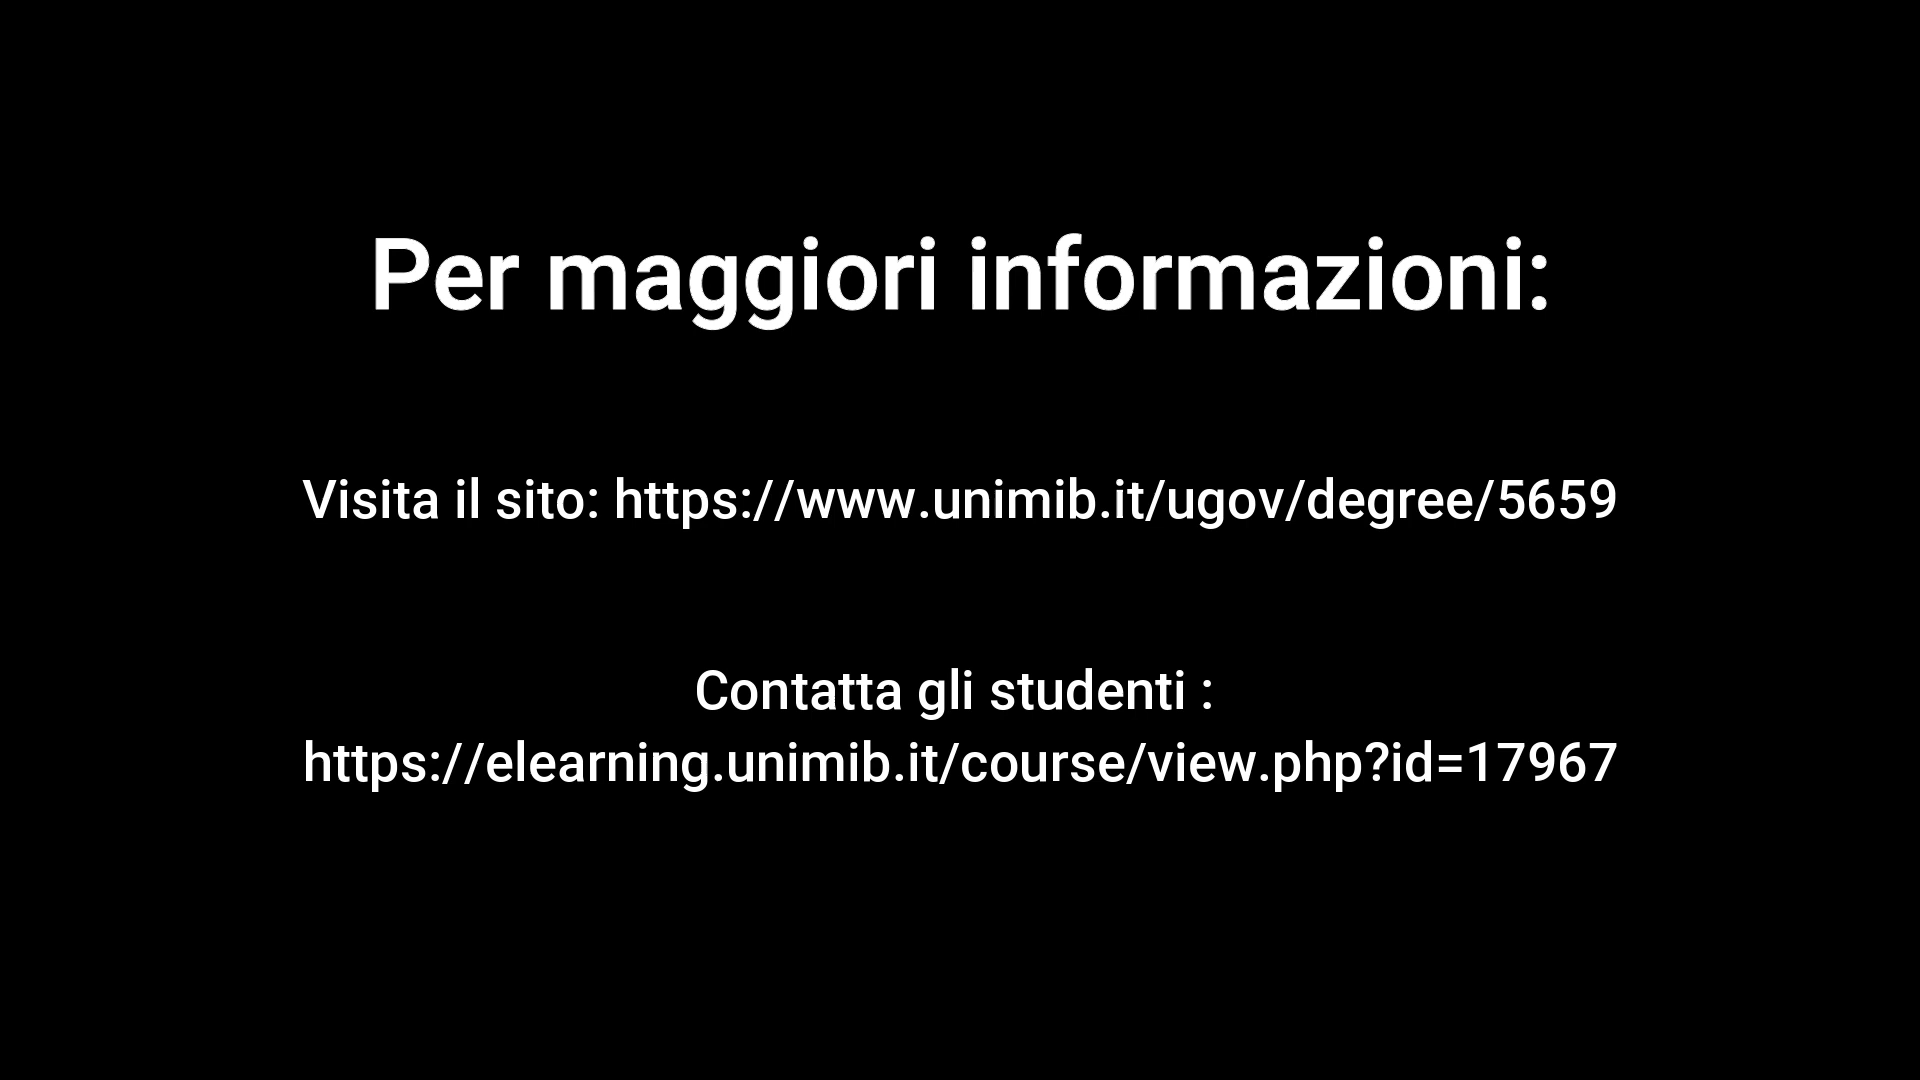 Per maggiori informazioni:
Visita il sito: https://www.unimib.it/ugov/degree/5659
Contatta gli studenti :
https://elearning.unimib.it/course/view.php?id=17967